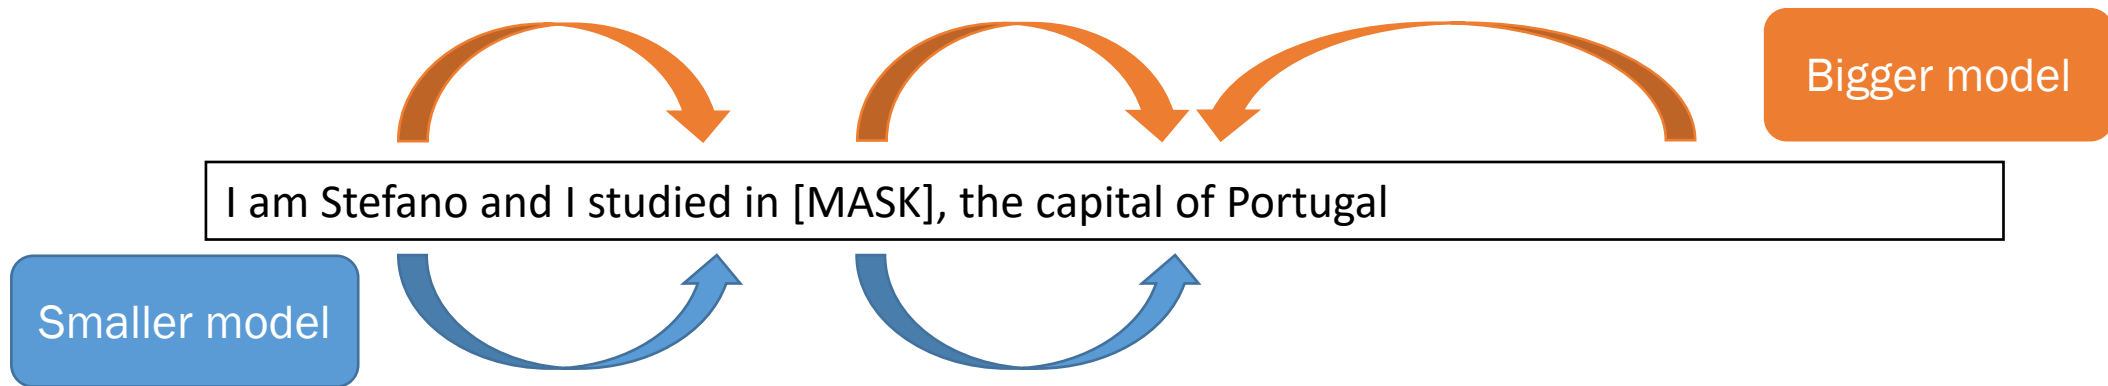 Bigger model
I am Stefano and I studied in [MASK], the capital of Portugal
Smaller model